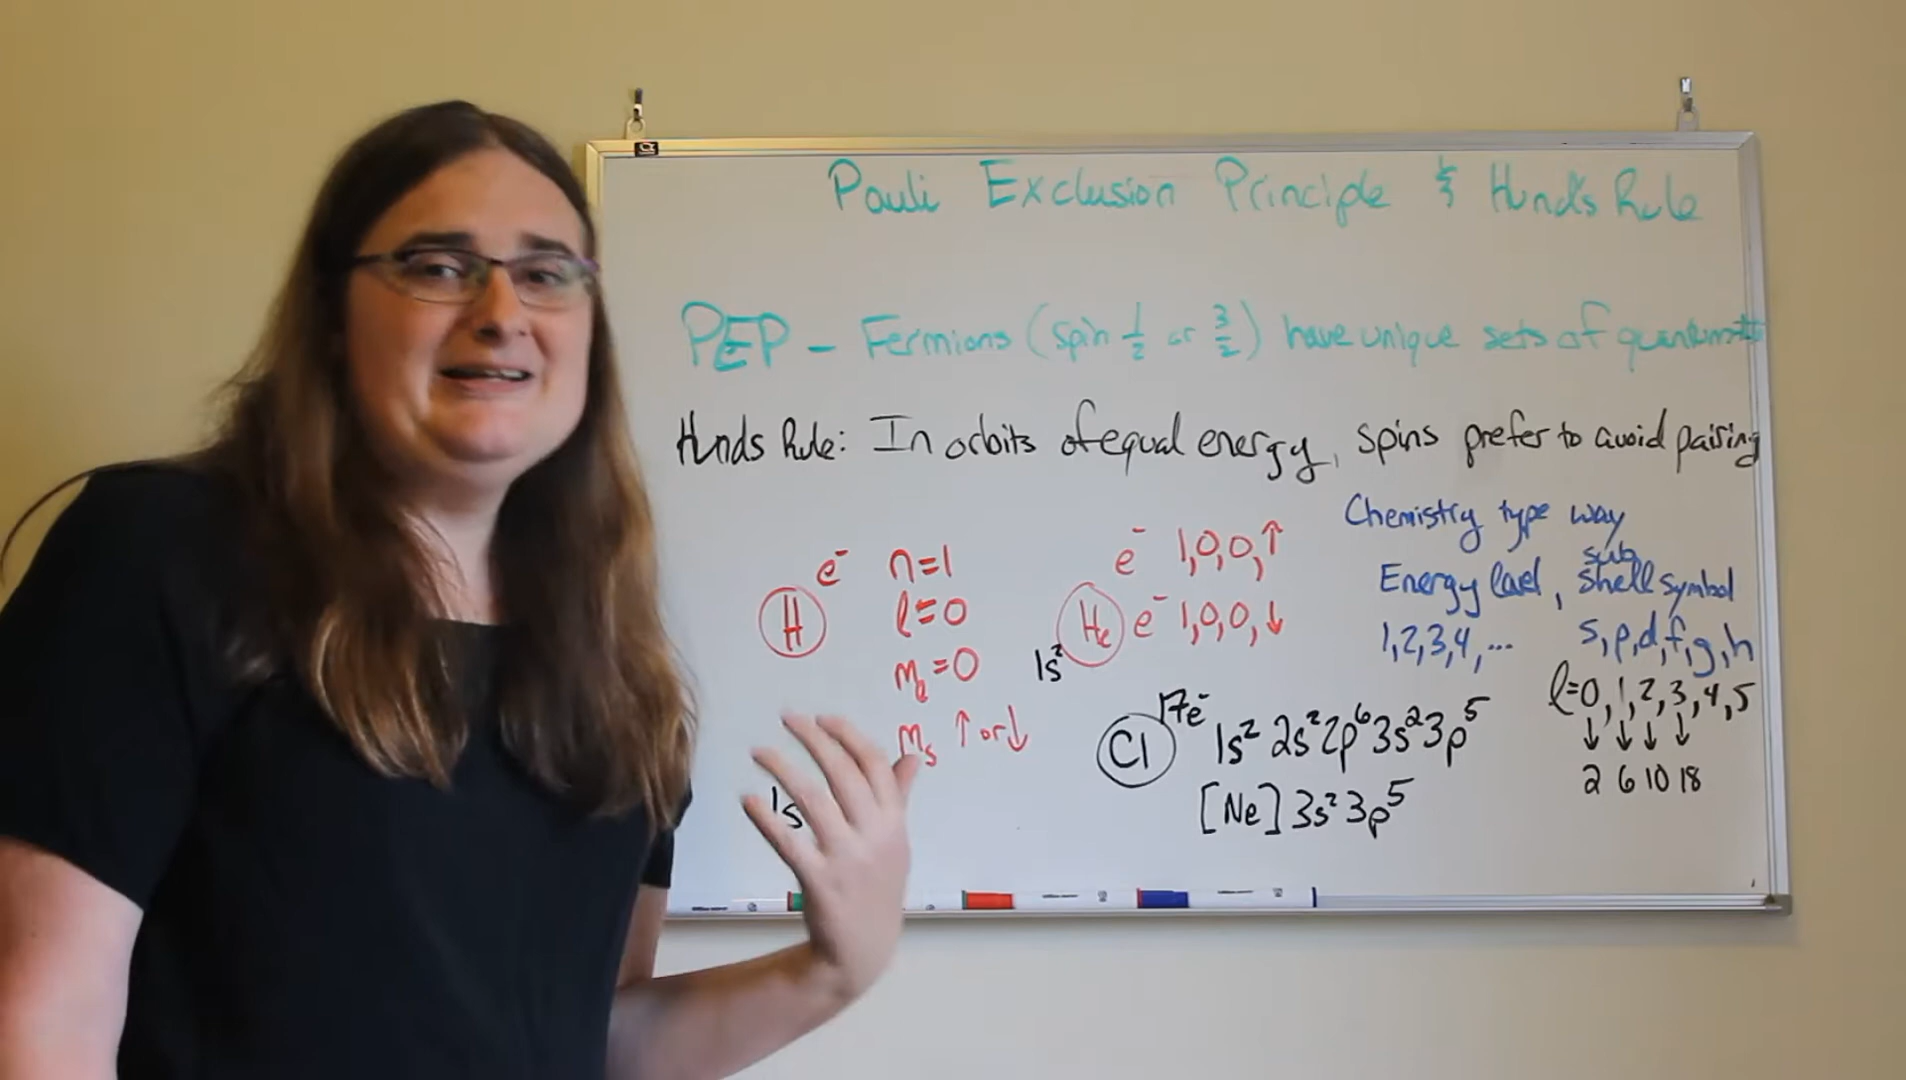 Pauli Exclusion Principle & Hund's Rule
PEP - Fermions (spin 1/2 or 3/2) have unique sets of quantum #s
Hunds Rule: In orbits of equal energy, spins prefer to avoid pairing
H e⁻ n=1
l=0
mₗ=0
mₛ ↑ or ↓
1s
e⁻ 1,0,0,↑
He e⁻ 1,0,0,↓
1s²
Chemistry type way
Energy level, sub shell symbol
1,2,3,4,... s,p,d,f,g,h
l=0,1,2,3,4,5
↓ ↓ ↓ ↓
2 6 10 18
Cl 17e⁻ 1s² 2s² 2p⁶ 3s² 3p⁵
[Ne] 3s² 3p⁵